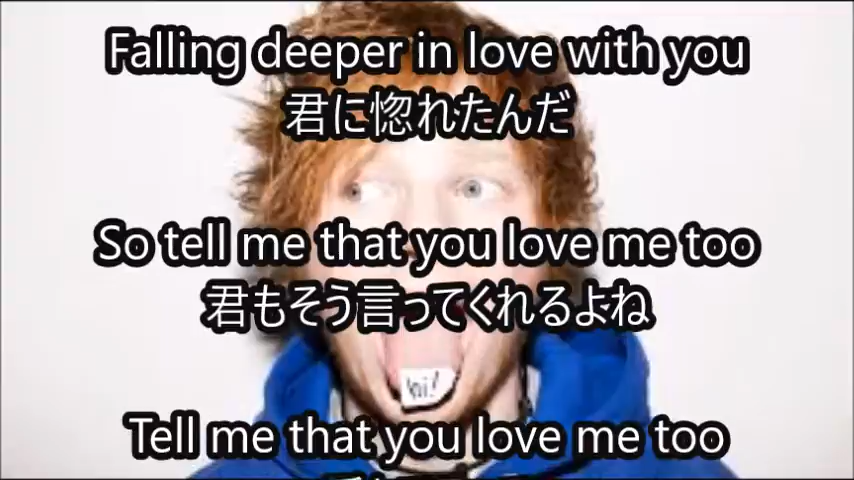 Falling deeper in love with you
君に惚れたんだ
So tell me that you love me too
君もそう言ってくれるよね
hi!
Tell me that you love me too